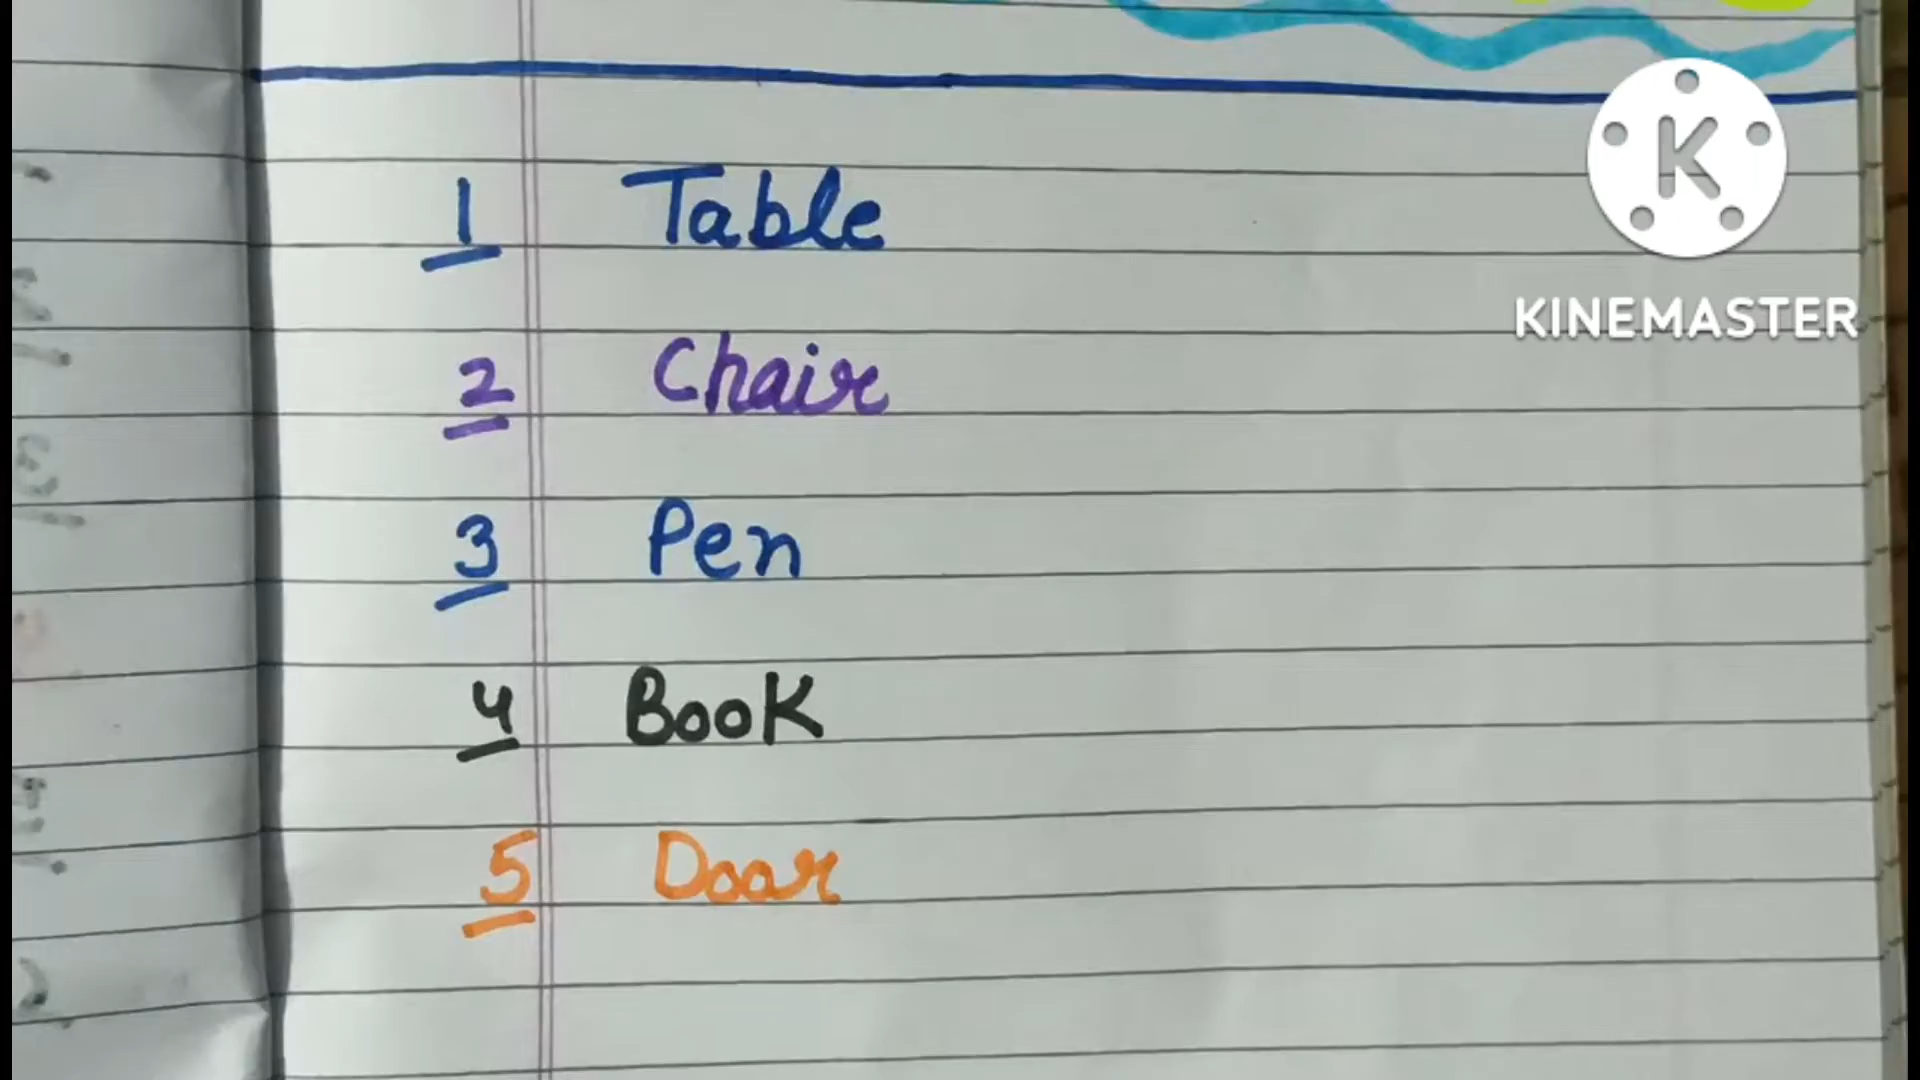 1 Table
K
KINEMASTER
2 Chair
3 Pen
4 Book
5 Door